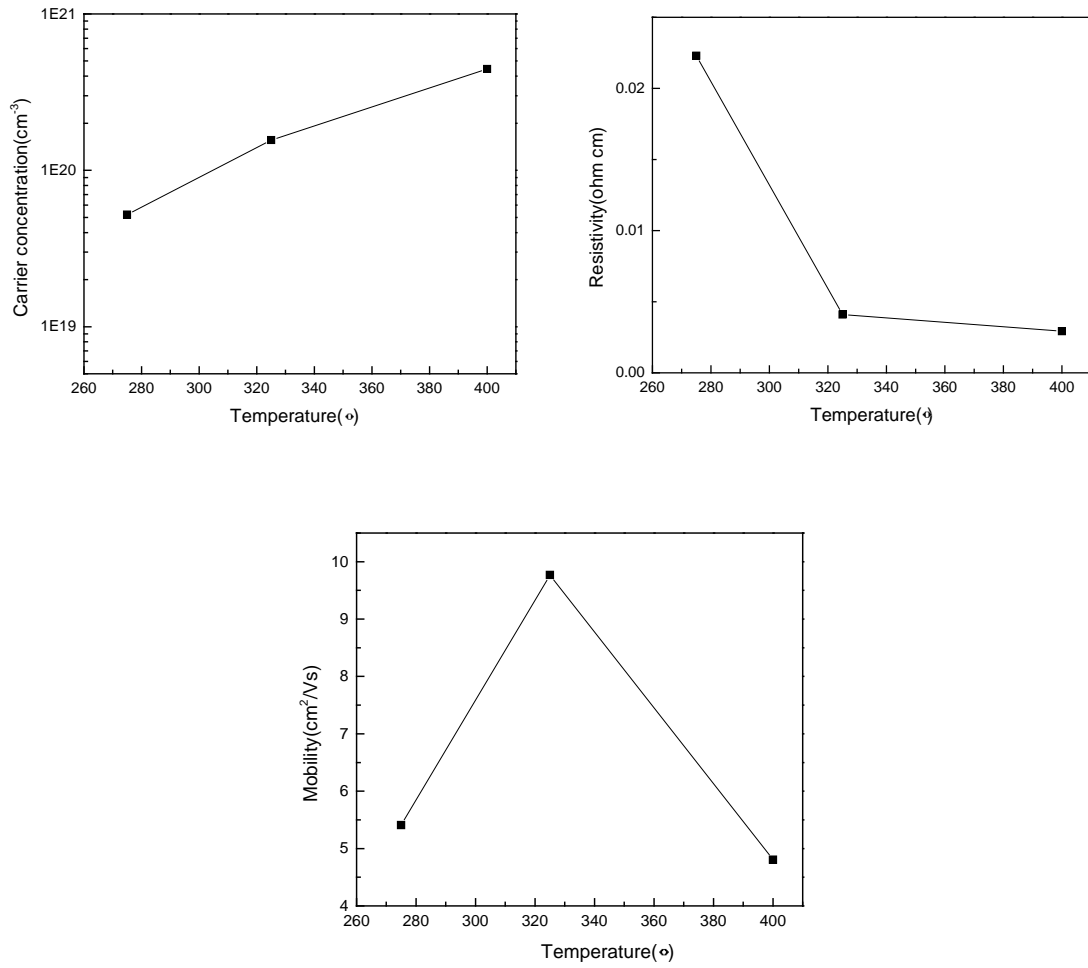 1E21
1E20
1E19
Carrier concentration(cm-3)
260 280 300 320 340 360 380 400
Temperature(⌽)
0.02
0.01
0.00
Resistivity(ohm cm)
260 280 300 320 340 360 380 400
Temperature(⌽)
10
9
8
7
6
5
4
Mobility(cm2/Vs)
260 280 300 320 340 360 380 400
Temperature(⌽)